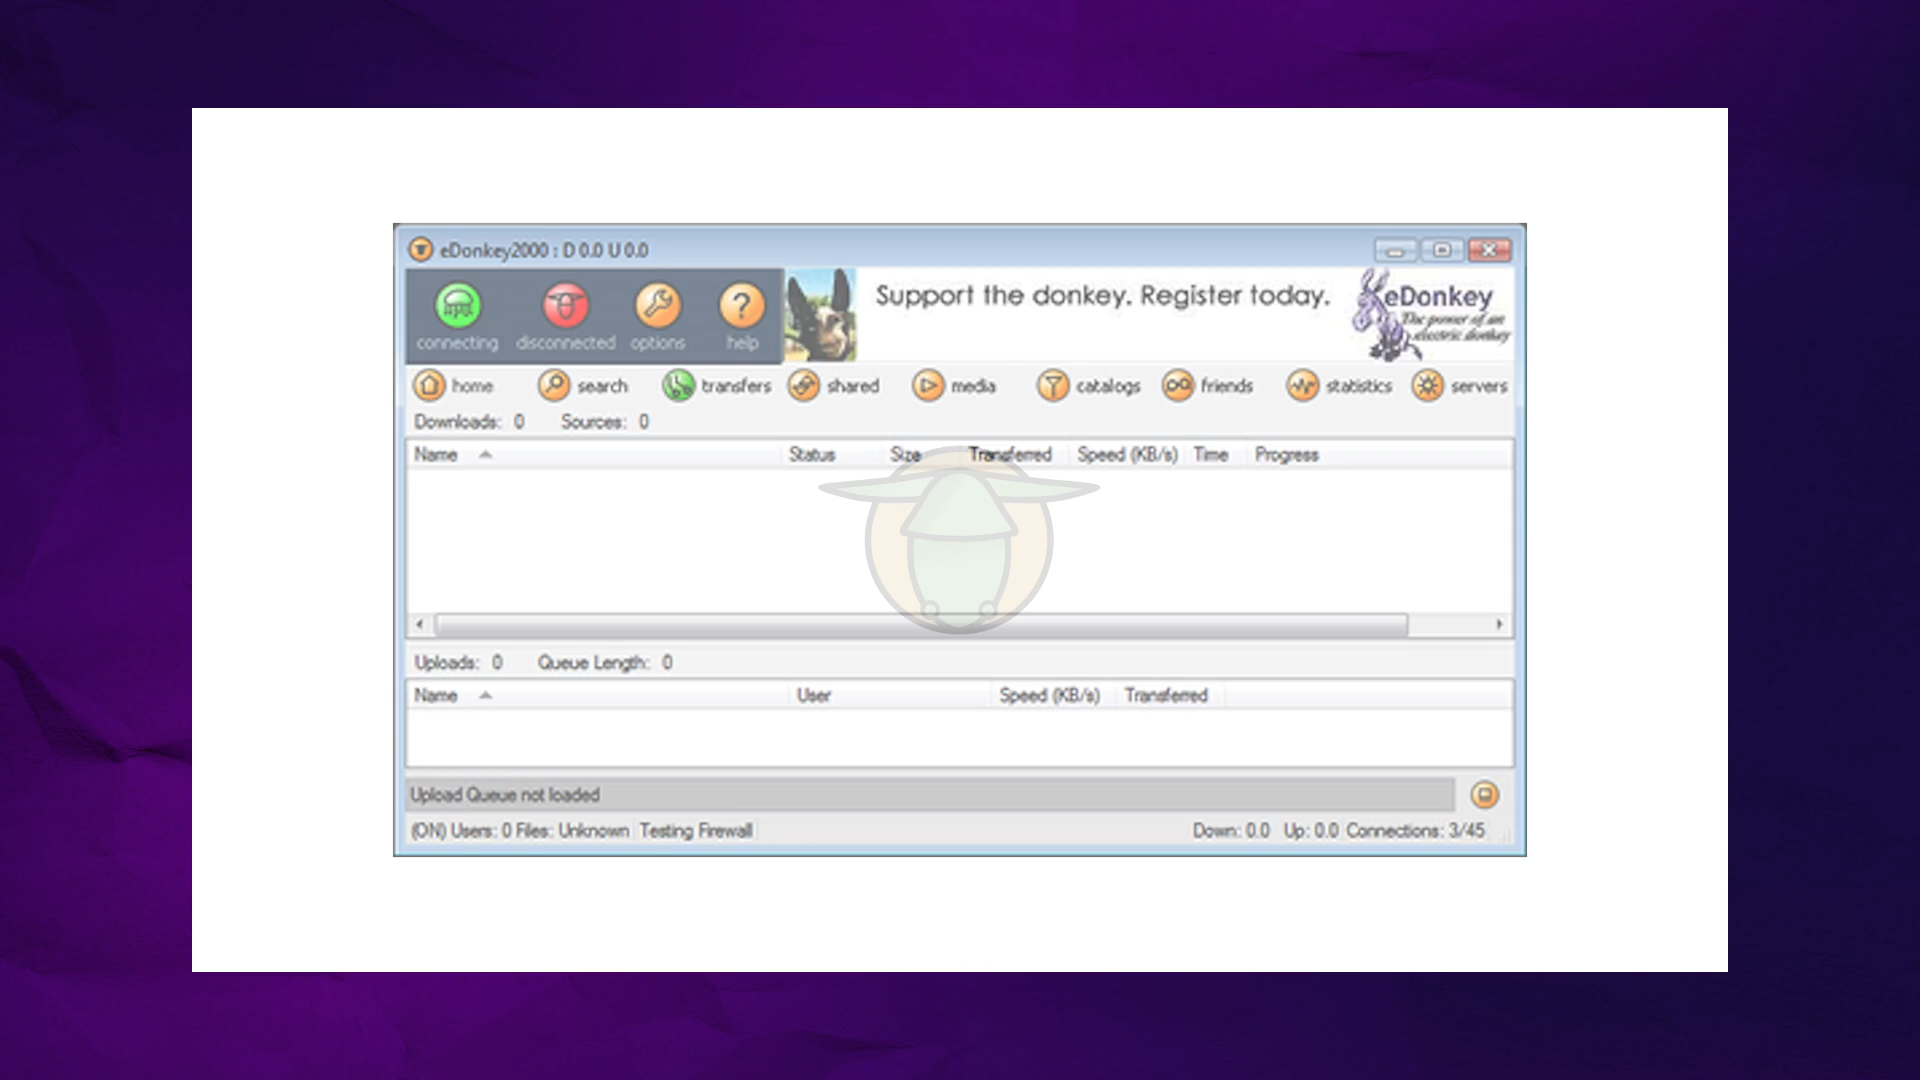 eDonkey2000 : D 0.0 U 0.0
connecting disconnected options help
Support the donkey. Register today.
eDonkey
The power of an
electric donkey
home search transfers shared media catalogs friends statistics servers
Downloads: 0 Sources: 0
Name Status Size Transferred Speed (KB/s) Time Progress
Uploads: 0 Queue Length: 0
Name User Speed (KB/s) Transferred
Upload Queue not loaded
(ON) Users: 0 Files: Unknown Testing Firewall Down: 0.0 Up: 0.0 Connections: 3/45